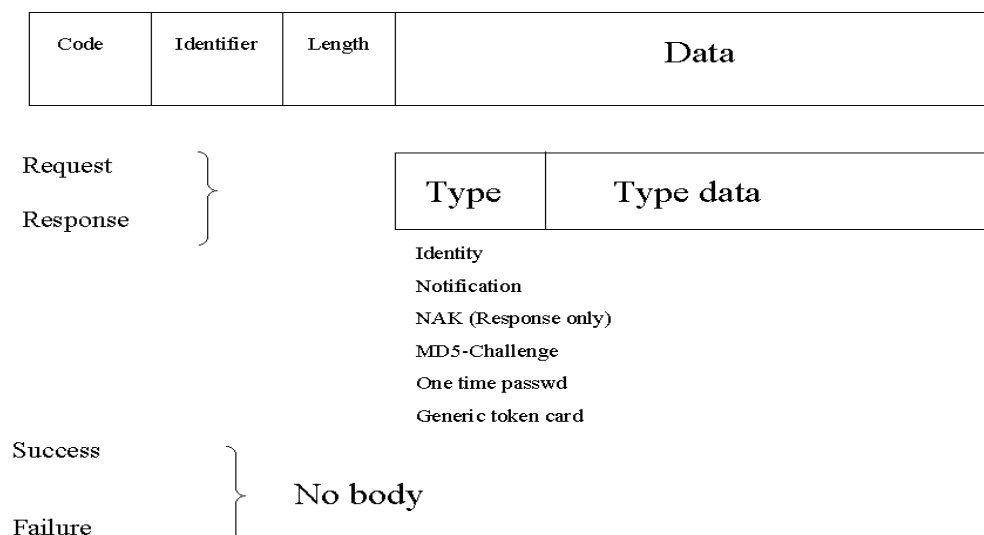 Code Identifier Length Data
Request
Response
Type Type data
Identity
Notification
NAK (Response only)
MD5-Challenge
One time passwd
Generic token card
Success
No body
Failure